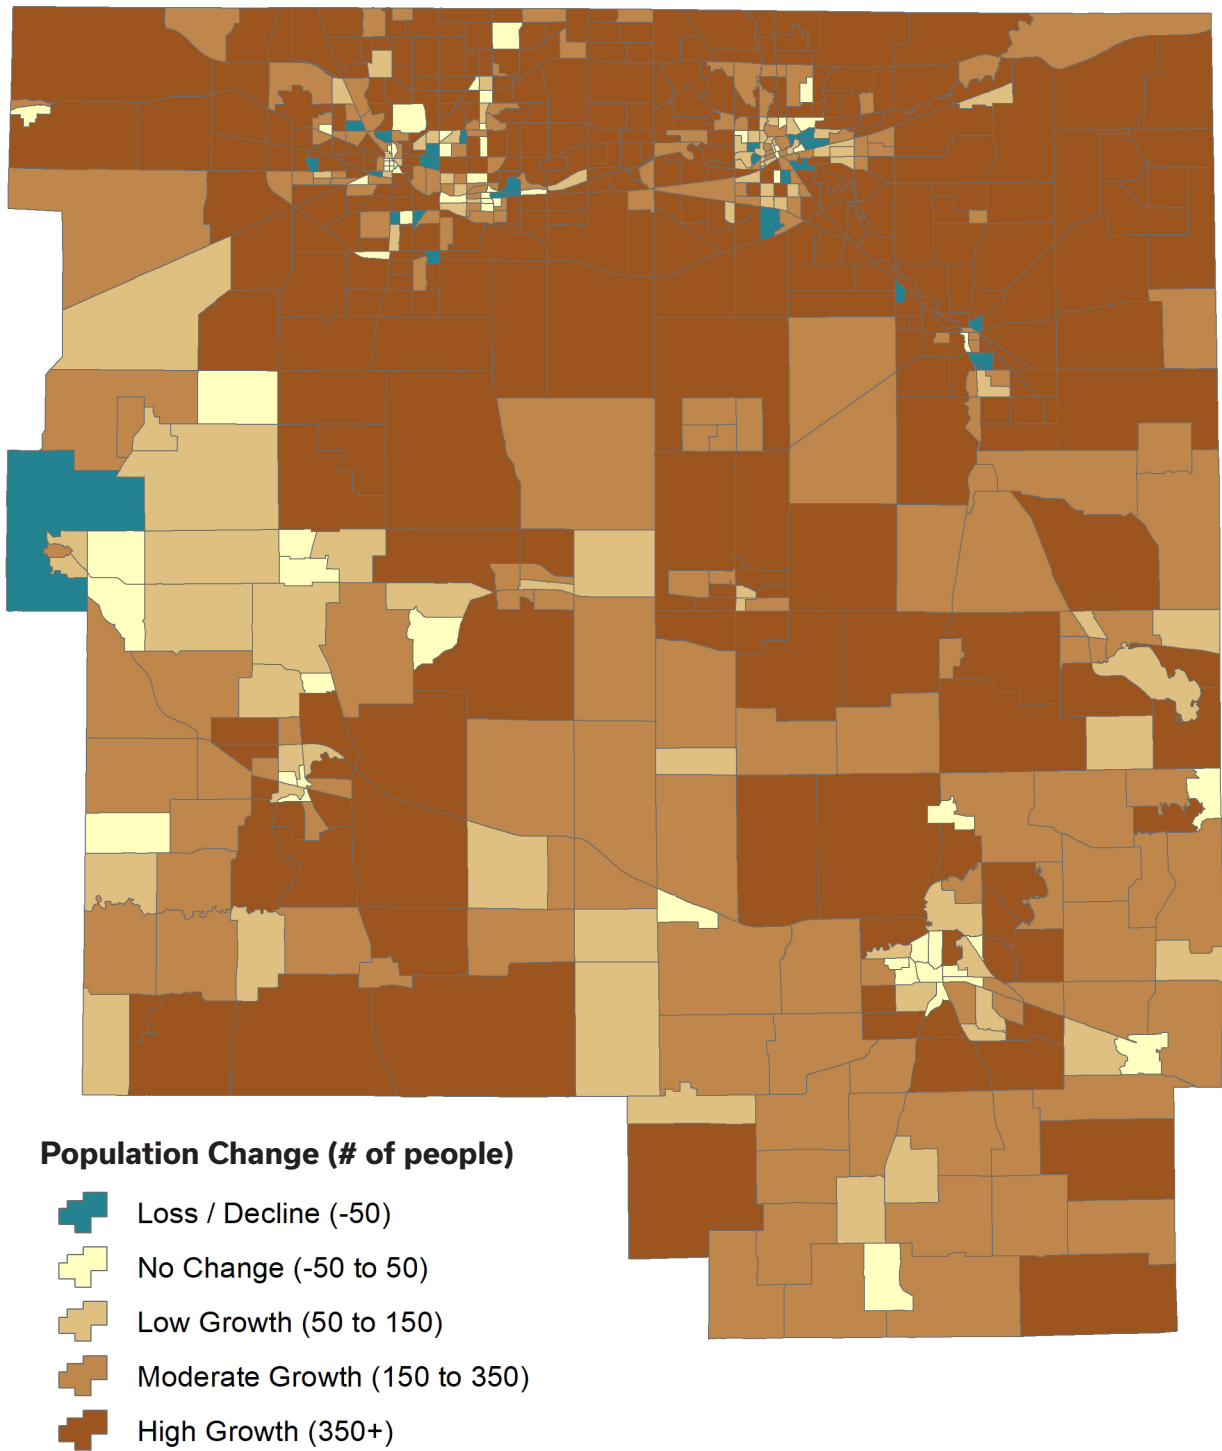 Population Change (# of people)
Loss / Decline (-50)
No Change (-50 to 50)
Low Growth (50 to 150)
Moderate Growth (150 to 350)
High Growth (350+)